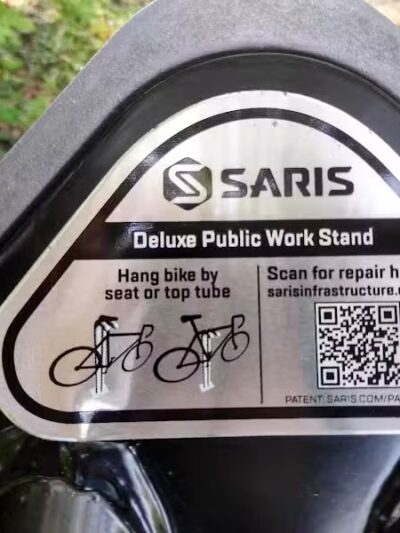 SARIS
Deluxe Public Work Stand
Hang bike by
seat or top tube
Scan for repair h
sarisinfrastructure.
PATENT: SARIS.COM/PA